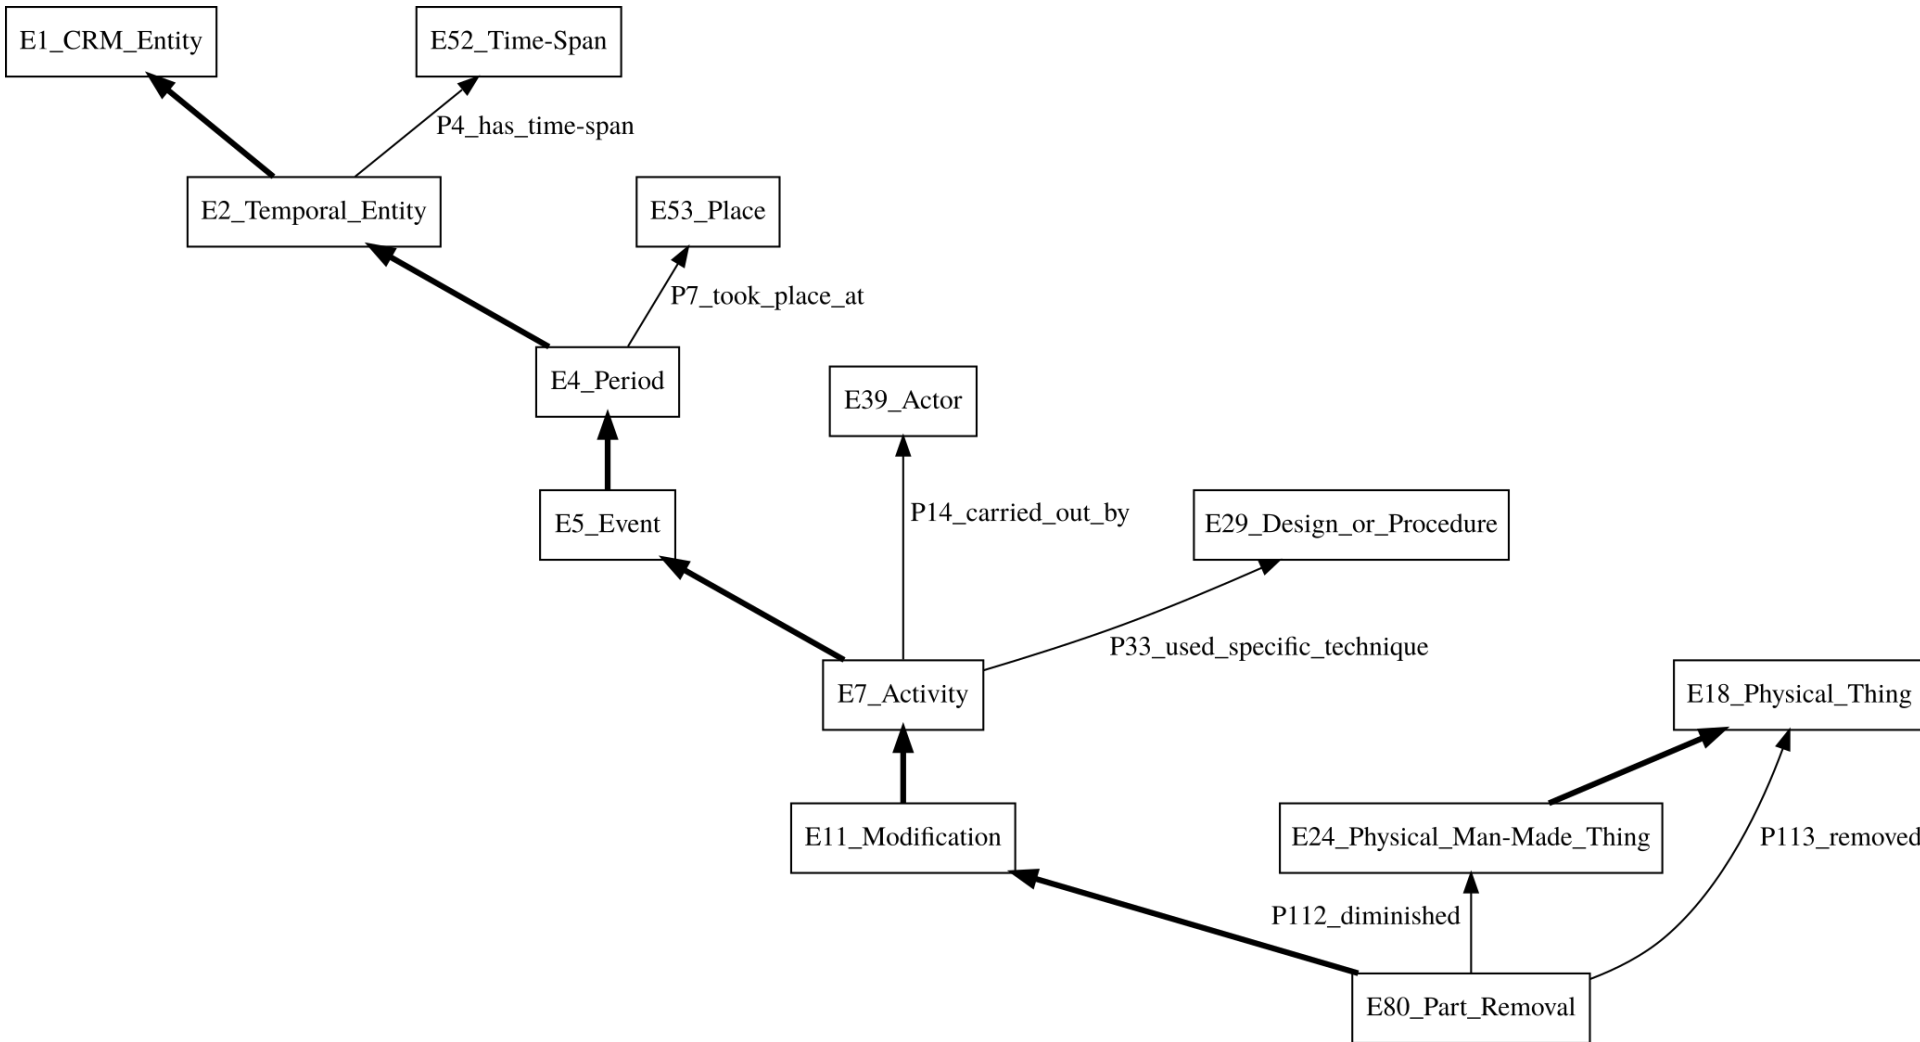 E1_CRM_Entity
E52_Time-Span
P4_has_time-span
E2_Temporal_Entity
E53_Place
P7_took_place_at
E4_Period
E39_Actor
P14_carried_out_by
E5_Event
E29_Design_or_Procedure
P33_used_specific_technique
E7_Activity
E18_Physical_Thing
E11_Modification
E24_Physical_Man-Made_Thing
P113_removed
P112_diminished
E80_Part_Removal